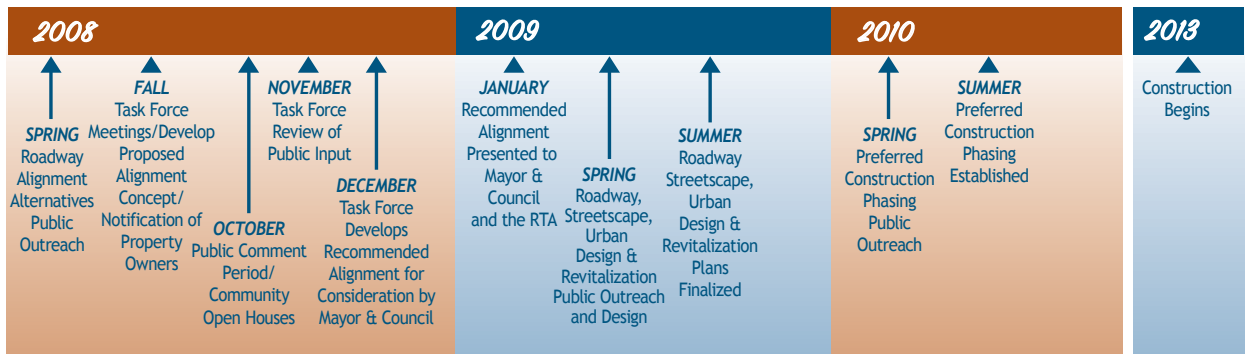 2008
SPRING
Roadway
Alignment
Alternatives
Public
Outreach
FALL
Task Force
Meetings/Develop
Proposed
Alignment
Concept/
Notification of
Property
Owners
OCTOBER
Public Comment
Period/
Community
Open Houses
NOVEMBER
Task Force
Review of
Public Input
DECEMBER
Task Force
Develops
Recommended
Alignment for
Consideration by
Mayor & Council
2009
JANUARY
Recommended
Alignment
Presented to
Mayor &
Council
and the RTA
SPRING
Roadway,
Streetscape,
Urban
Design &
Revitalization
Public Outreach
and Design
SUMMER
Roadway
Streetscape,
Urban
Design &
Revitalization
Plans
Finalized
2010
SPRING
Preferred
Construction
Phasing
Public
Outreach
SUMMER
Preferred
Construction
Phasing
Established
2013
Construction
Begins